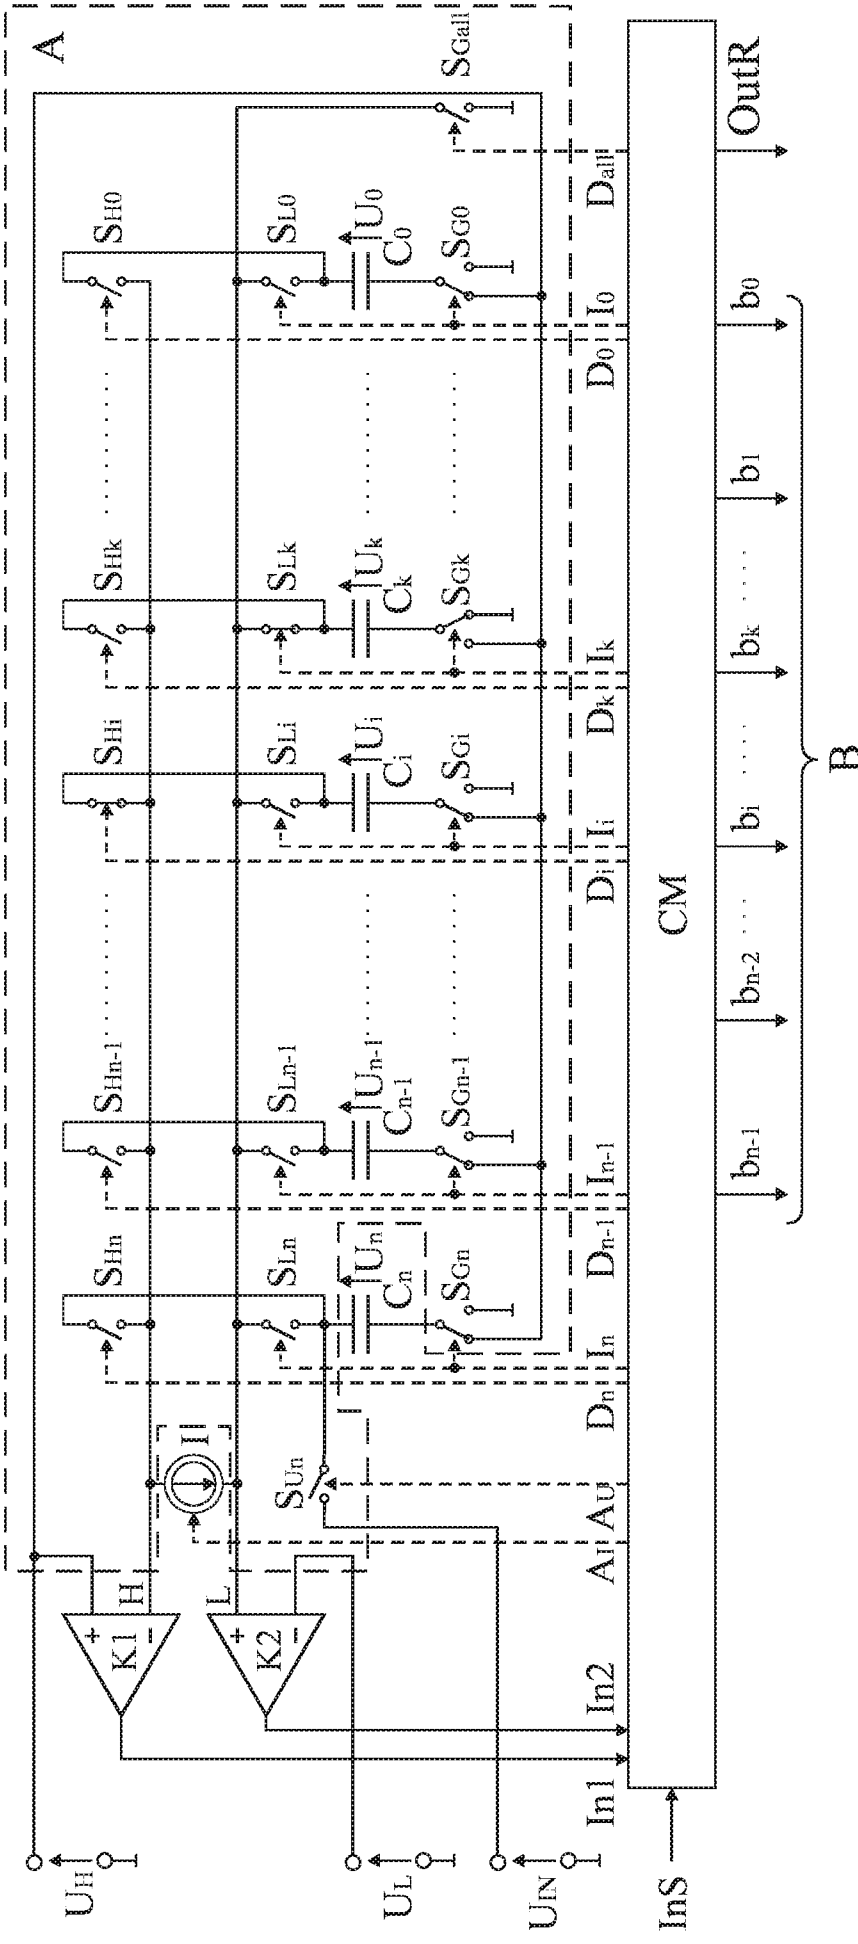 A
UH
UL
UIN
InS
In1
In2
K1
+
−
K2
+
−
H
L
I
SUn
AI
AU
SHn
SHn-1
SHi
SHk
SH0
SLn
SLn-1
SLi
SLk
SL0
Un
Un-1
Ui
Uk
U0
Cn
Cn-1
Ci
Ck
C0
SGn
SGn-1
SGi
SGk
SG0
SGall
Dn
In
Dn-1
In-1
Di
Ii
Dk
Ik
D0
I0
Dall
CM
bn-1
bn-2
bi
bk
b1
b0
OutR
B